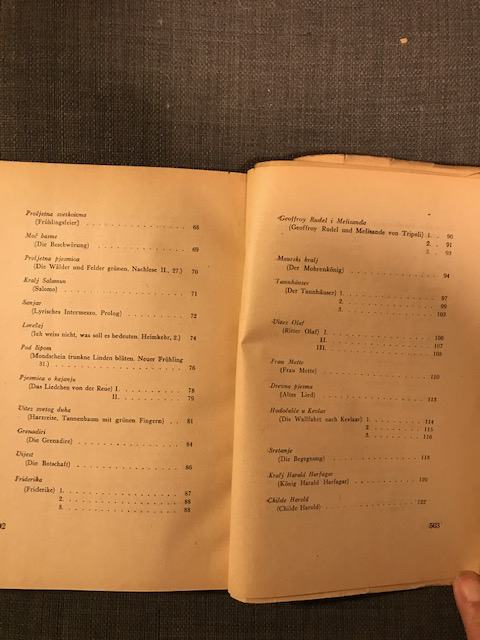 Proljetna svetkovina
(Frühlingsfeier) . . . . . . . . . . . 68
Moč basme
(Die Beschwörung) . . . . . . . . . . 69
Proljetna pjesmica
(Die Wälder und Felder grünen, Nachlese II., 27.) 70
Kralj Salamun
(Salomo) . . . . . . . . . . . . . 71
Sanjar
(Lyrisches Intermezzo, Prolog) . . . . . . 72
Lorelaj
(Ich weiss nicht, was soll es bedeuten. Heimkehr, 2.) 74
Pod lipom
(Mondschein trunkne Linden blüten. Neuer Frühling
31.) . . . . . . . . . . . . . . 76
Pjesmica o kajanju
(Das Liedchen von der Reue) I. . . . . . . 78
II. . . . . . . 79
Vitez svetog duha
(Harzreise, Tannenbaum mit grünen Fingern) . . 81
Grenadiri
(Die Grenadire) . . . . . . . . . . . 84
Vijest
(Die Botschaft) . . . . . . . . . . . 86
Friderika
(Friderike) 1. . . . . . . . . . . . 87
2. . . . . . . . . . . . 88
3. . . . . . . . . . . . 88
02
Geoffroy Rudel i Melisanda
(Geoffroy Rudel und Melisande von Tripoli) 1. . 90
2. . 91
3. . 93
Maurski kralj
(Der Mohrenkönig) . . . . . . . . . . 94
Tannhäuser
(Der Tannhäuser) 1. . . . . . . . . . 97
2. . . . . . . . . . 99
3. . . . . . . . . . 103
Vitez Olaf
(Ritter Olaf) I. . . . . . . . . . . . 106
II. . . . . . . . . . . . 107
III. . . . . . . . . . . . 108
Frau Mette
(Frau Mette) . . . . . . . . . . . . 110
Drevna pjesma
(Altes Lied) . . . . . . . . . . . . 113
Hodočašće u Kevlar
(Die Wallfahrt nach Kevlaar) 1. . . . . . . 114
2. . . . . . . 115
3. . . . . . . 116
Sretanje
(Die Begegnung) . . . . . . . . . . . 118
Kralj Harald Harfagar
(König Harald Harfagar) . . . . . . . . 120
Childe Harold
(Childe Harold) . . . . . . . . . . . 122
503